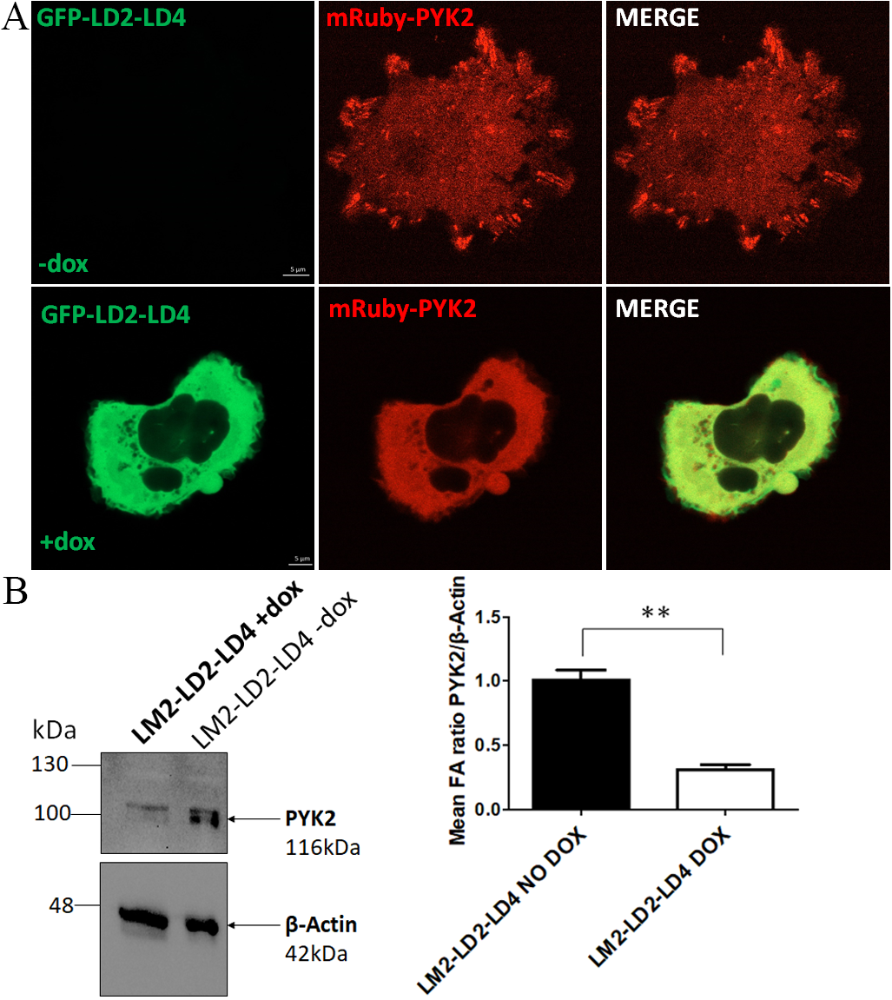 A
GFP-LD2-LD4
mRuby-PYK2
MERGE
-dox
5 µm
GFP-LD2-LD4
mRuby-PYK2
MERGE
+dox
5 µm
B
LM2-LD2-LD4 +dox
LM2-LD2-LD4 -dox
kDa
130
100
PYK2
116kDa
48
β-Actin
42kDa
Mean FA ratio PYK2/β-Actin
1.5
1.0
0.5
0.0
**
LM2-LD2-LD4 NO DOX
LM2-LD2-LD4 DOX